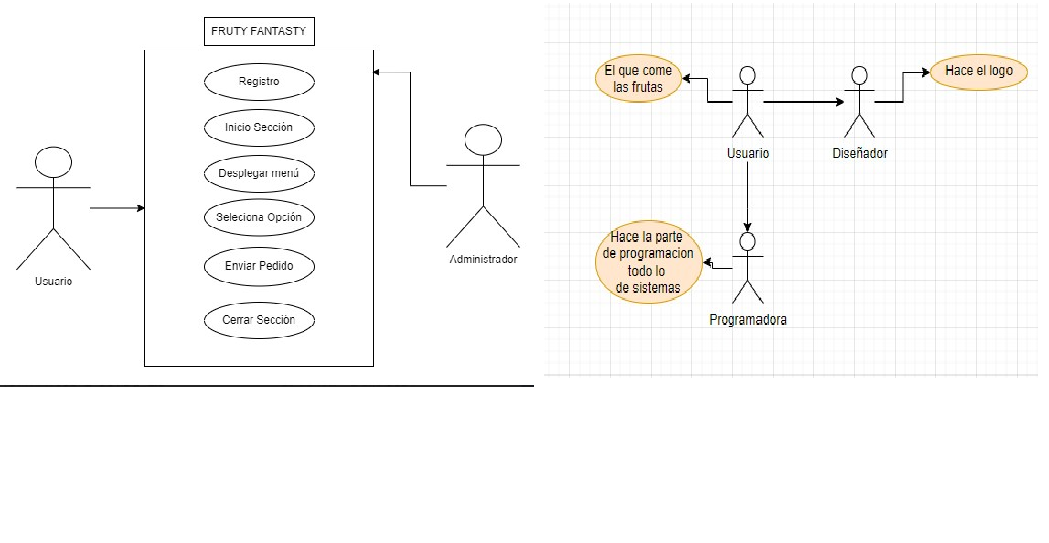 FRUTY FANTASTY
Registro
Inicio Sección
Desplegar menú
Seleciona Opción
Enviar Pedido
Cerrar Sección
Usuario
Administrador
El que come
las frutas
Hace el logo
Usuario
Diseñador
Hace la parte
de programacion
todo lo
de sistemas
Programadora